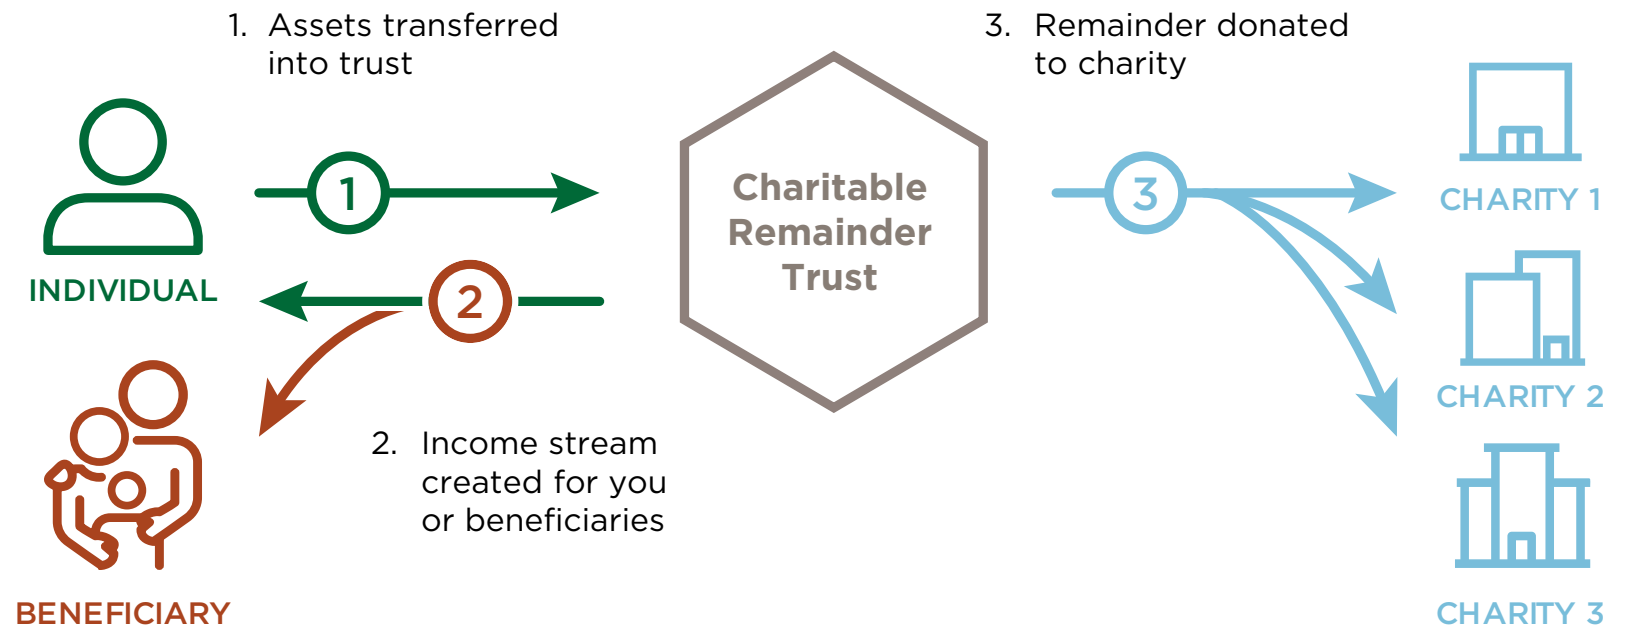 1. Assets transferred
into trust
1
INDIVIDUAL
2
BENEFICIARY
2. Income stream
created for you
or beneficiaries
Charitable
Remainder
Trust
3. Remainder donated
to charity
3
CHARITY 1
CHARITY 2
CHARITY 3